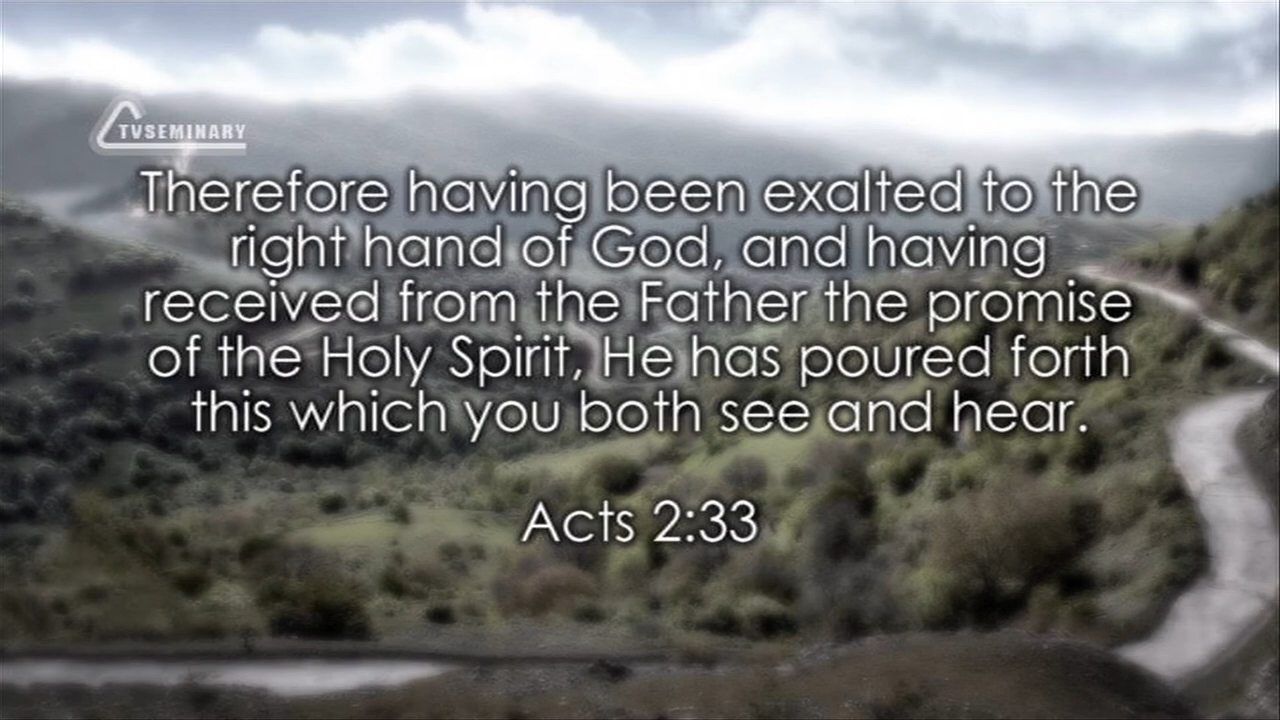 TVSEMINARY
Therefore having been exalted to the
right hand of God, and having
received from the Father the promise
of the Holy Spirit, He has poured forth
this which you both see and hear.
Acts 2:33